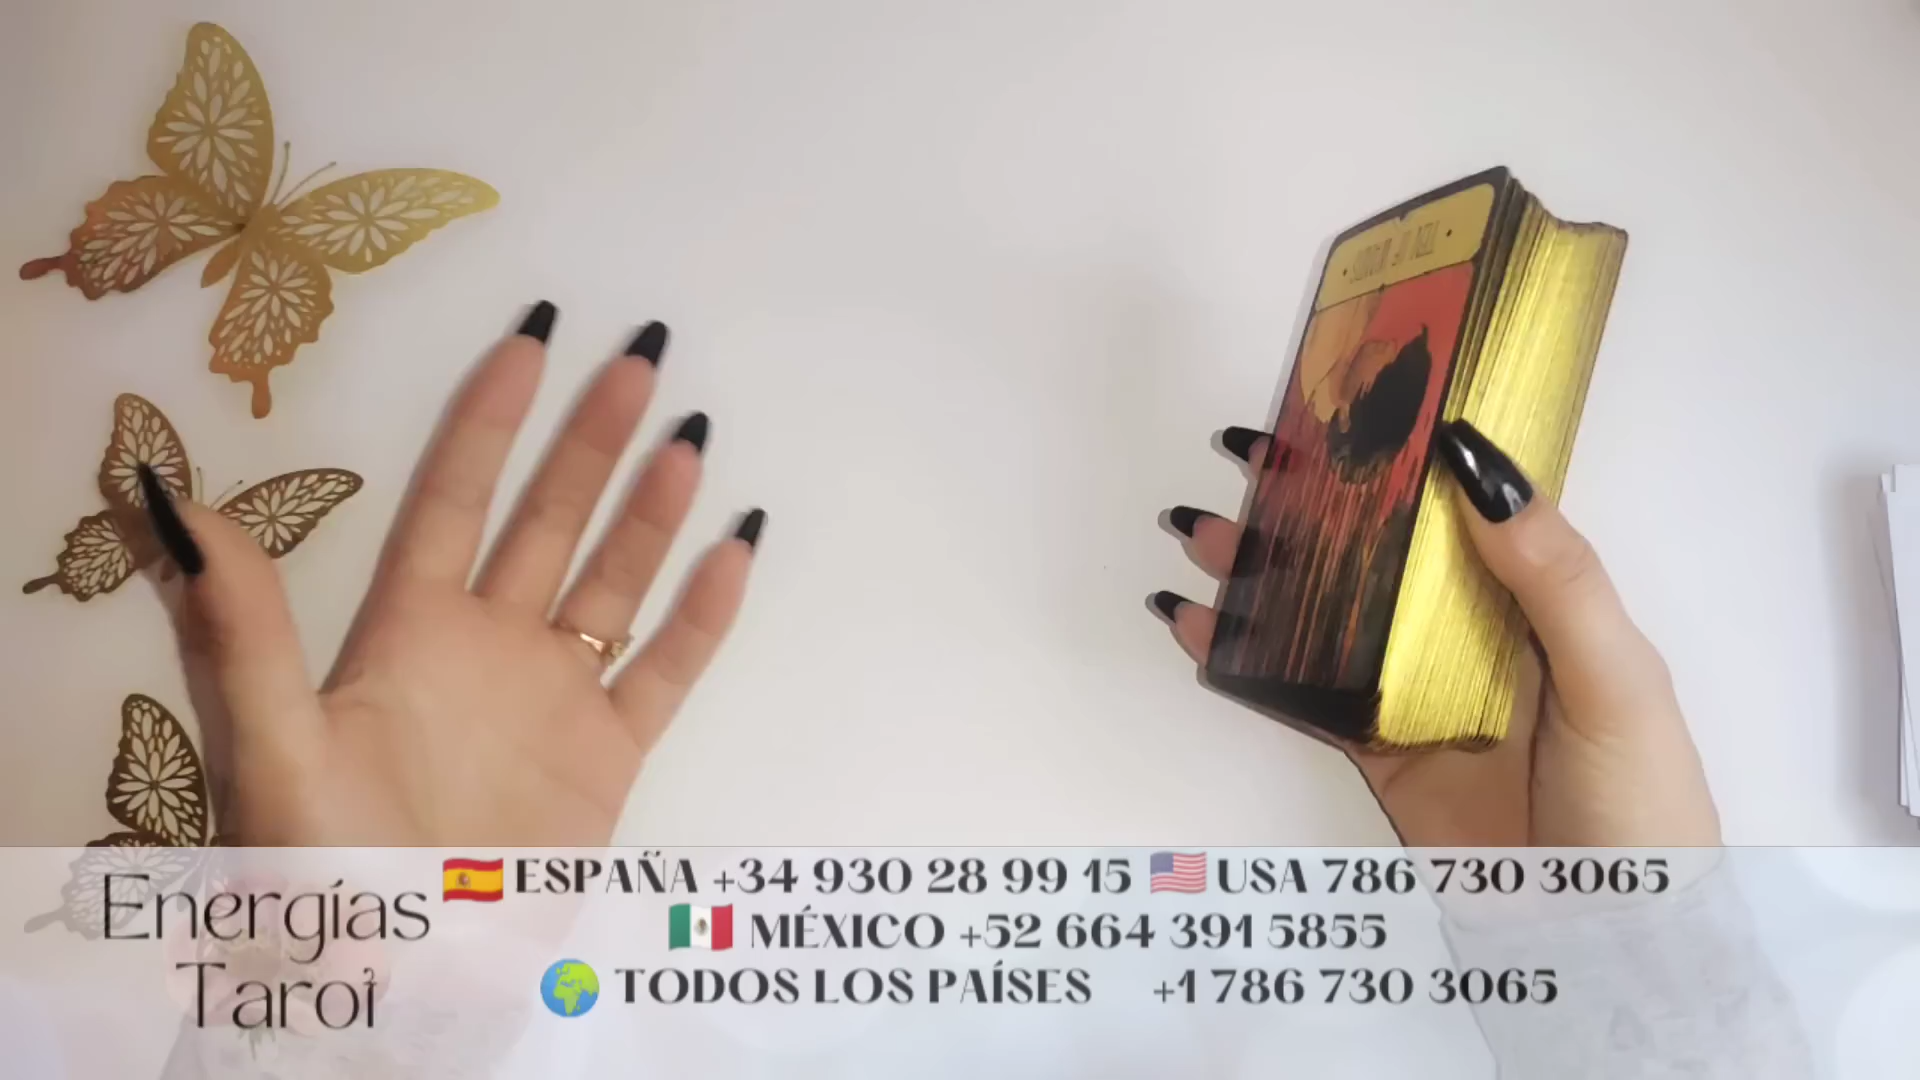 Energías
Tarot
🇪🇸 ESPAÑA +34 930 28 99 15 🇺🇸 USA 786 730 3065
🇲🇽 MÉXICO +52 664 391 5855
🌍 TODOS LOS PAÍSES +1 786 730 3065